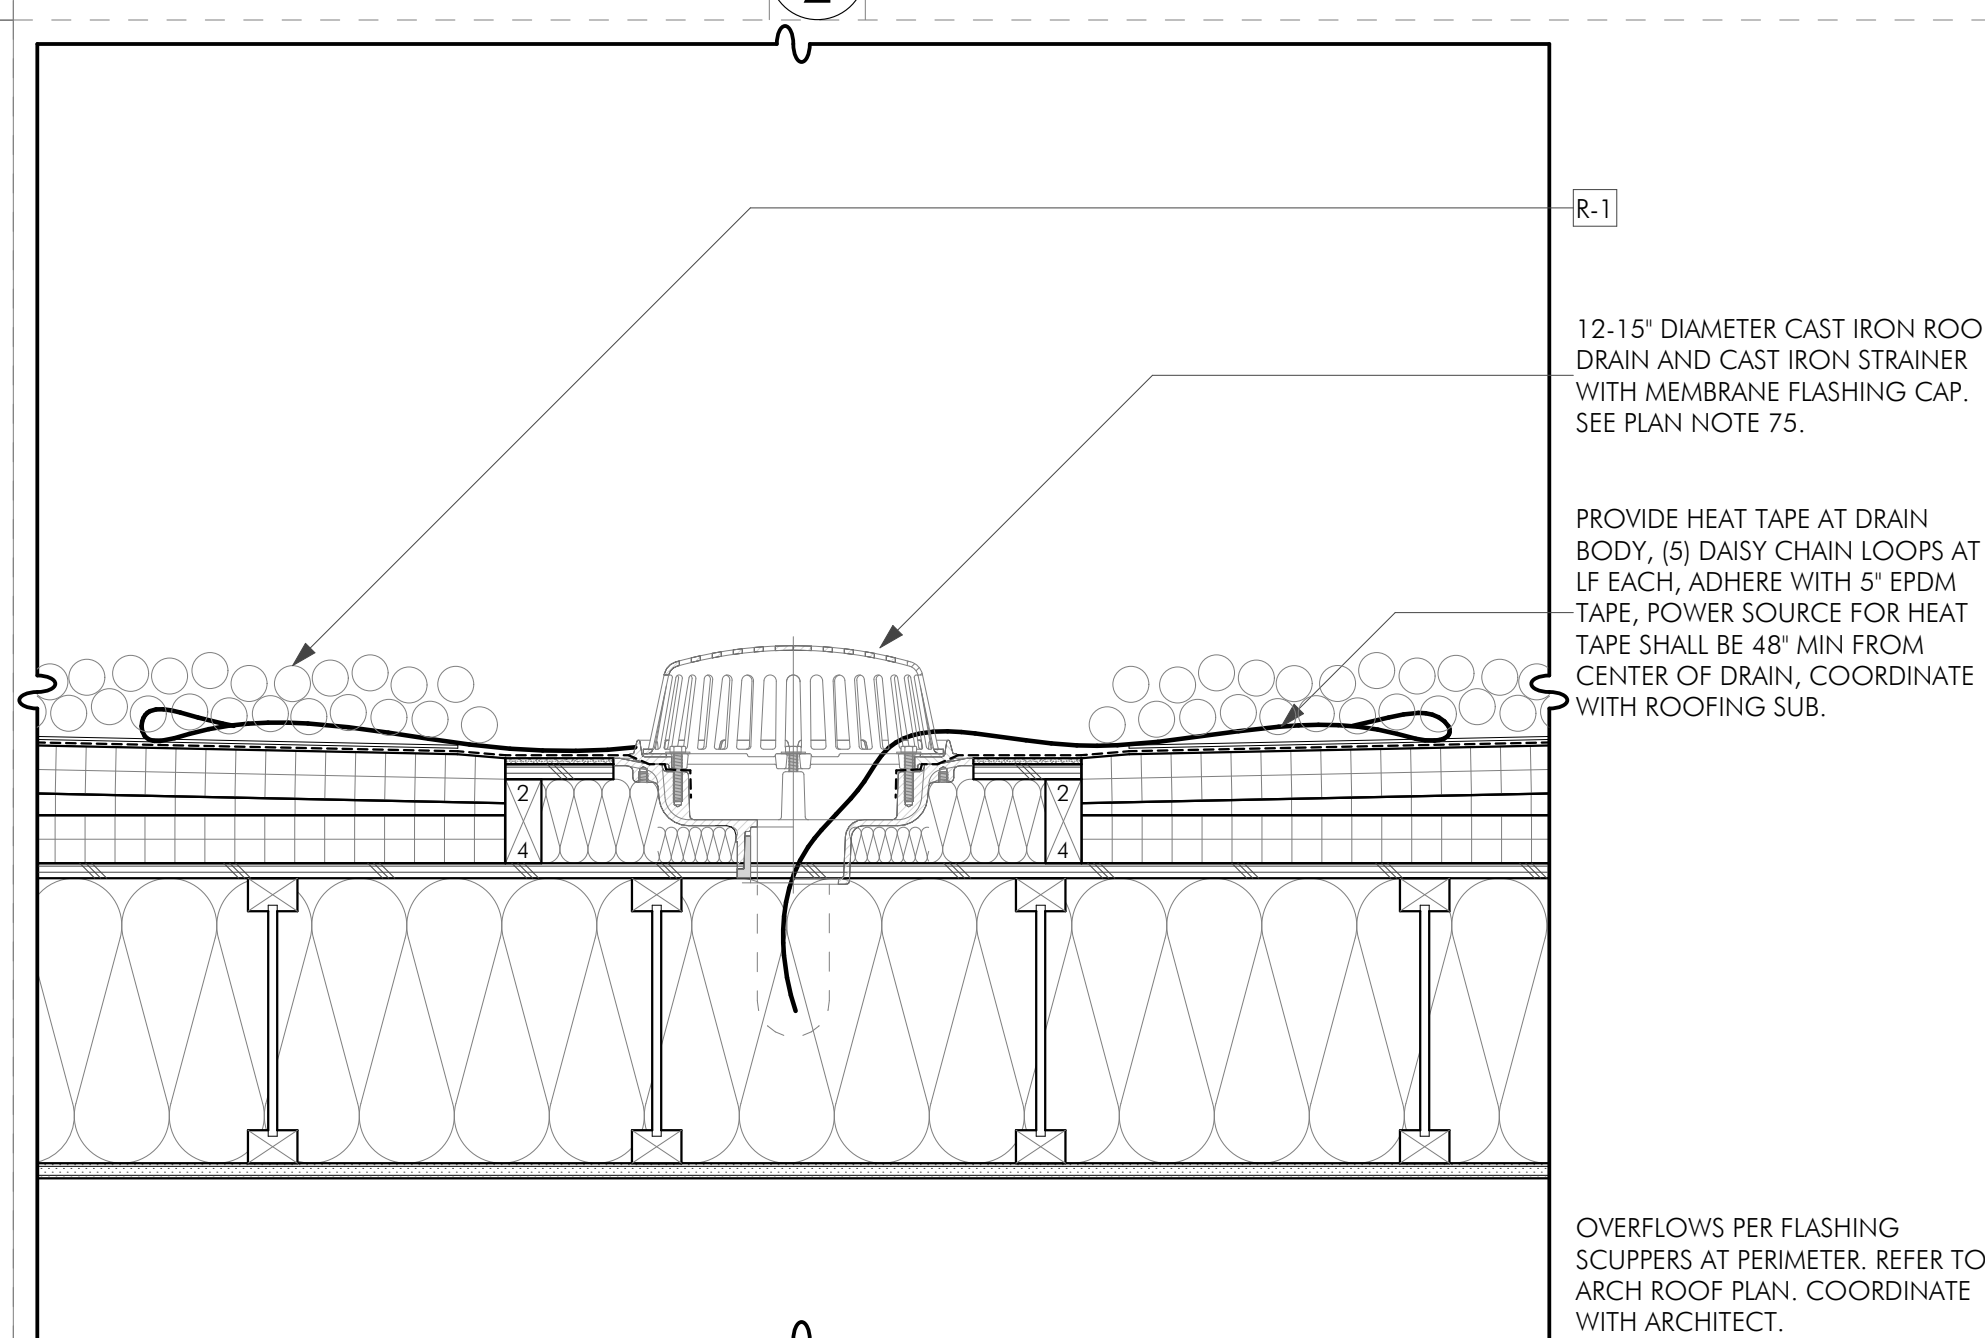 R-1
12-15" DIAMETER CAST IRON ROO
DRAIN AND CAST IRON STRAINER
WITH MEMBRANE FLASHING CAP.
SEE PLAN NOTE 75.
PROVIDE HEAT TAPE AT DRAIN
BODY, (5) DAISY CHAIN LOOPS AT
LF EACH, ADHERE WITH 5" EPDM
TAPE, POWER SOURCE FOR HEAT
TAPE SHALL BE 48" MIN FROM
CENTER OF DRAIN, COORDINATE
WITH ROOFING SUB.
2
4
2
4
OVERFLOWS PER FLASHING
SCUPPERS AT PERIMETER. REFER TO
ARCH ROOF PLAN. COORDINATE
WITH ARCHITECT.